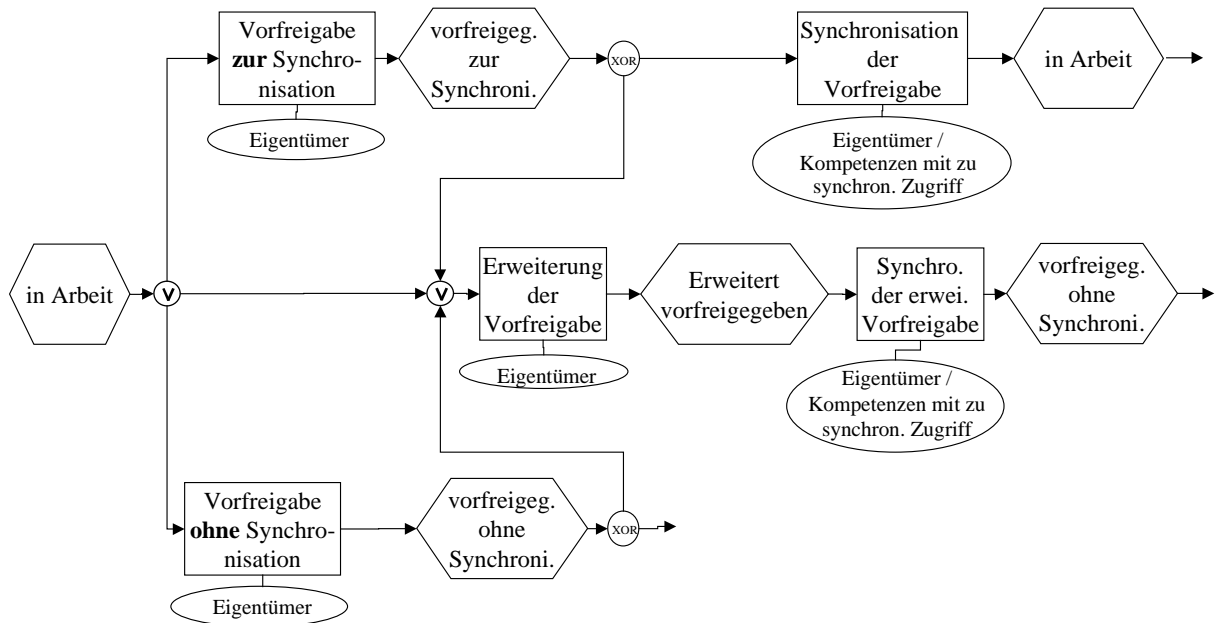 Vorfreigabe
zur Synchro-
nisation
Eigentümer
vorfreigeg.
zur
Synchroni.
XOR
Synchronisation
der
Vorfreigabe
Eigentümer /
Kompetenzen mit zu
synchron. Zugriff
in Arbeit
in Arbeit
V
V
Erweiterung
der
Vorfreigabe
Eigentümer
Erweitert
vorfreigegeben
Synchro.
der erwei.
Vorfreigabe
Eigentümer /
Kompetenzen mit zu
synchron. Zugriff
vorfreigeg.
ohne
Synchroni.
Vorfreigabe
ohne Synchro-
nisation
Eigentümer
vorfreigeg.
ohne
Synchroni.
XOR